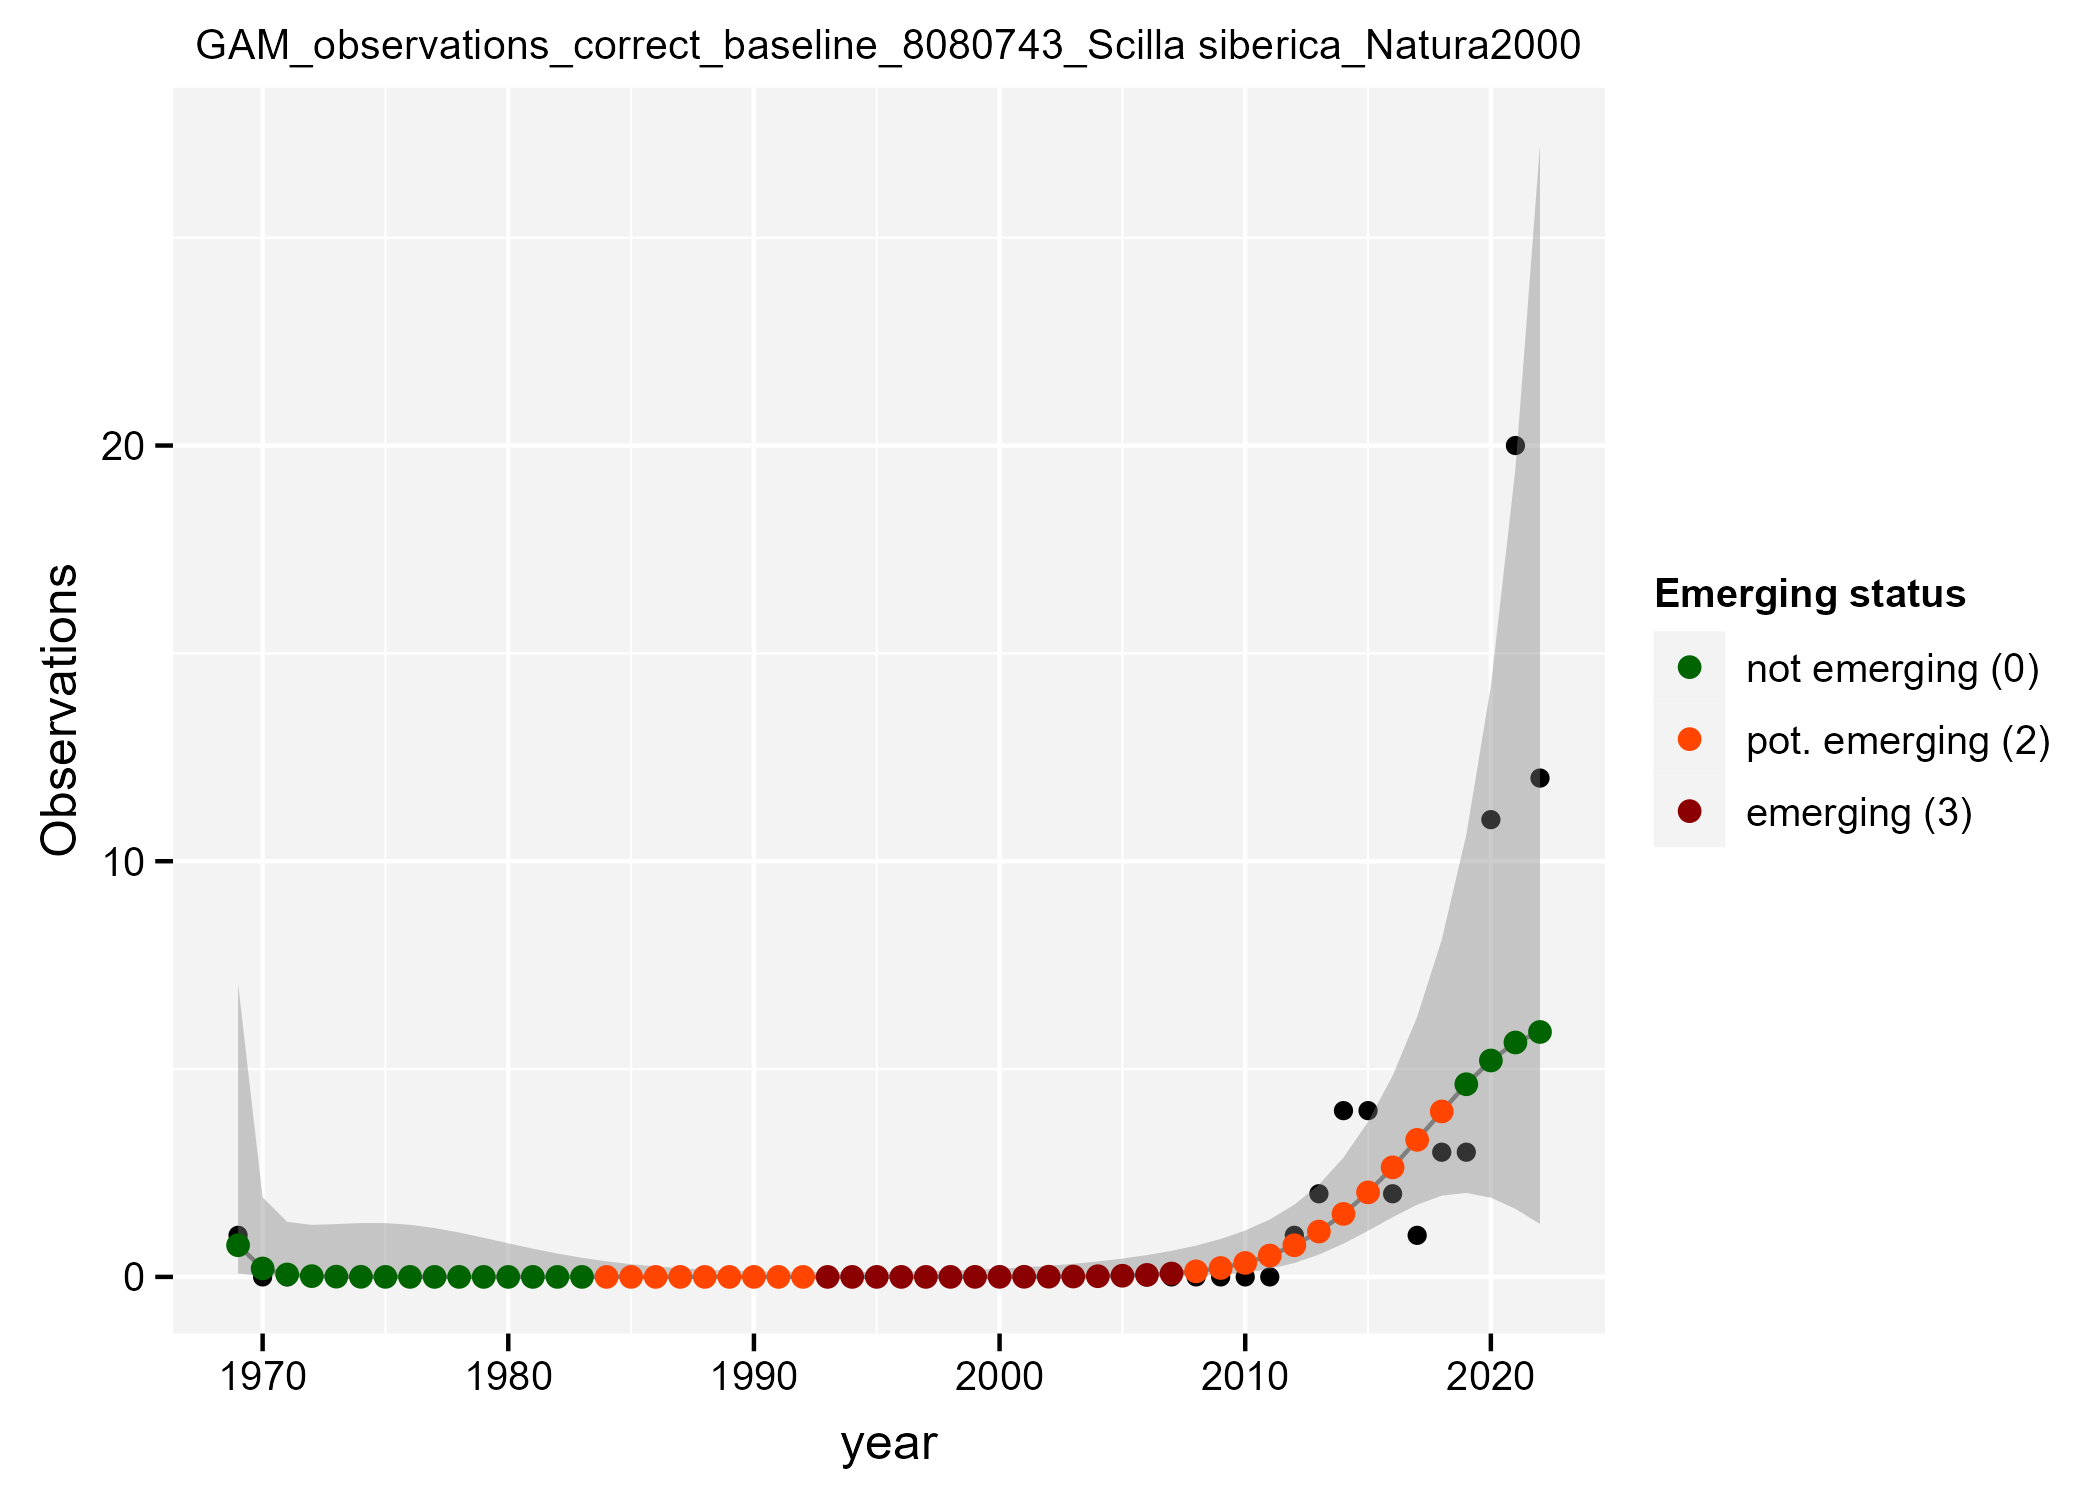 GAM_observations_correct_baseline_8080743_Scilla siberica_Natura2000
Observations
20
10
0
1970 1980 1990 2000 2010 2020
year
Emerging status
not emerging (0)
pot. emerging (2)
emerging (3)